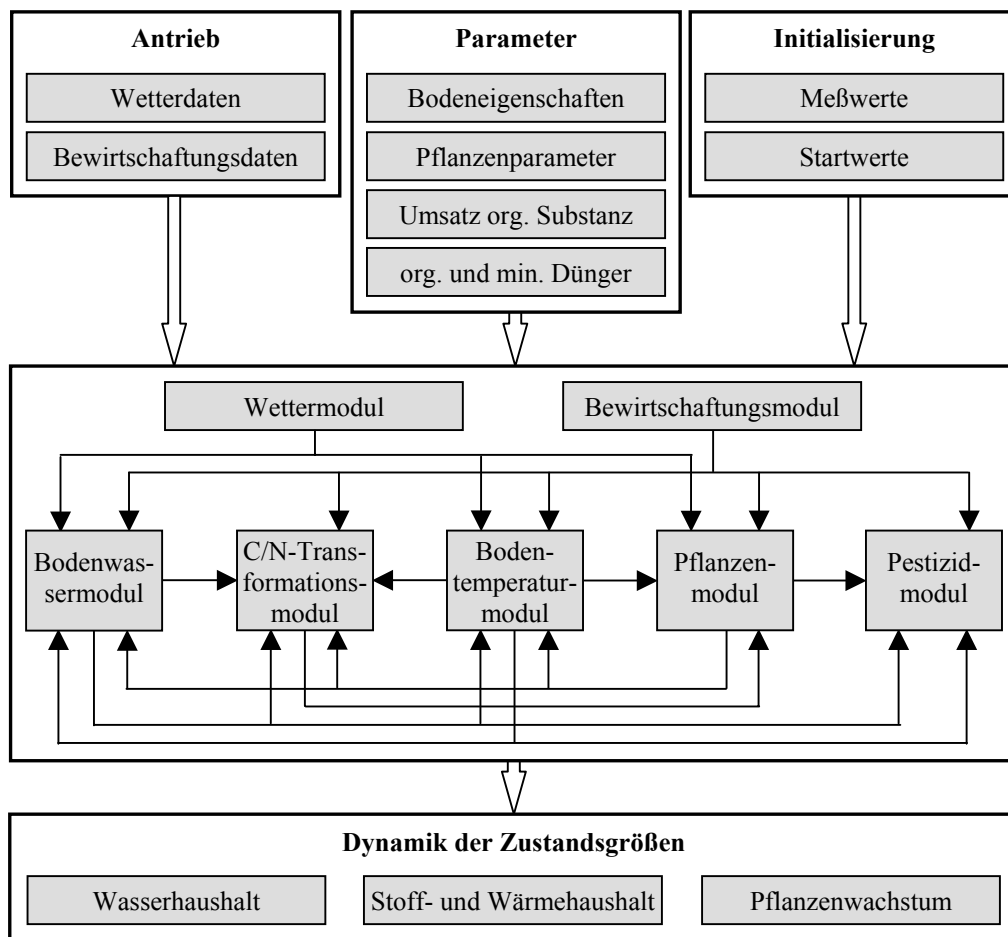 Antrieb
Wetterdaten
Bewirtschaftungsdaten
Parameter
Bodeneigenschaften
Pflanzenparameter
Umsatz org. Substanz
org. und min. Dünger
Initialisierung
Meßwerte
Startwerte
Wettermodul
Bewirtschaftungsmodul
Bodenwas-
sermodul
C/N-Trans-
formations-
modul
Boden-
temperatur-
modul
Pflanzen-
modul
Pestizid-
modul
Dynamik der Zustandsgrößen
Wasserhaushalt
Stoff- und Wärmehaushalt
Pflanzenwachstum